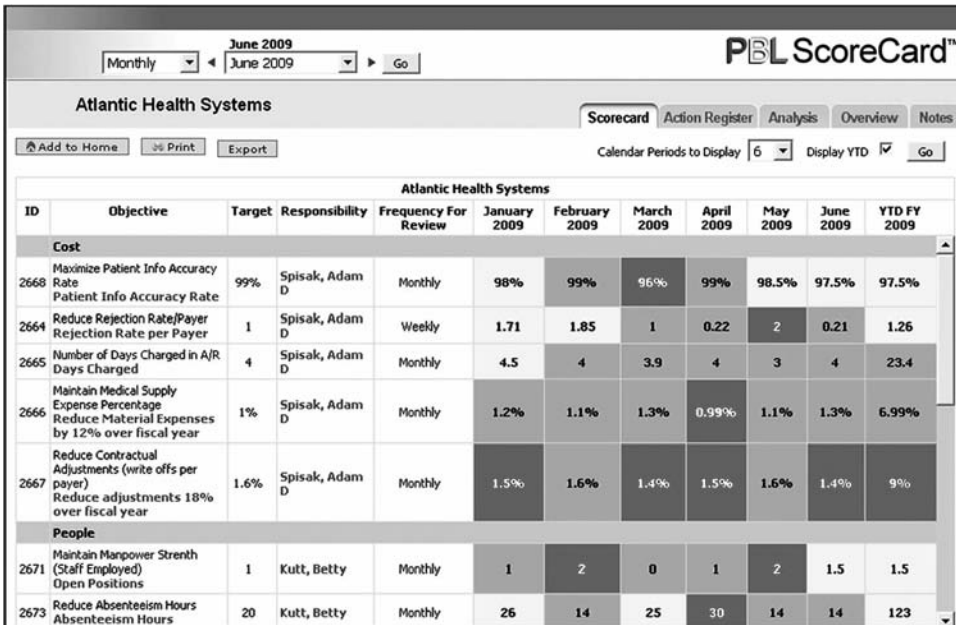 June 2009
Monthly June 2009 Go
PBL ScoreCard™
Atlantic Health Systems
Scorecard Action Register Analysis Overview Notes
Add to Home Print Export
Calendar Periods to Display 6 Display YTD Go
Atlantic Health Systems
ID Objective Target Responsibility Frequency For Review January 2009 February 2009 March 2009 April 2009 May 2009 June 2009 YTD FY 2009
Cost
2668 Maximize Patient Info Accuracy Rate Patient Info Accuracy Rate 99% Spisak, Adam D Monthly 98% 99% 96% 99% 98.5% 97.5% 97.5%
2664 Reduce Rejection Rate/Payer Rejection Rate per Payer 1 Spisak, Adam D Weekly 1.71 1.85 1 0.22 2 0.21 1.26
2665 Number of Days Charged in A/R Days Charged 4 Spisak, Adam D Monthly 4.5 4 3.9 4 3 4 23.4
2666 Maintain Medical Supply Expense Percentage Reduce Material Expenses by 12% over fiscal year 1% Spisak, Adam D Monthly 1.2% 1.1% 1.3% 0.99% 1.1% 1.3% 6.99%
2667 Reduce Contractual Adjustments (write offs per payer) Reduce adjustments 18% over fiscal year 1.6% Spisak, Adam D Monthly 1.5% 1.6% 1.4% 1.5% 1.6% 1.4% 9%
People
2671 Maintain Manpower Strenth (Staff Employed) Open Positions 1 Kutt, Betty Monthly 1 2 0 1 2 1.5 1.5
2673 Reduce Absenteeism Hours Absenteeism Hours 20 Kutt, Betty Monthly 26 14 25 30 14 14 123